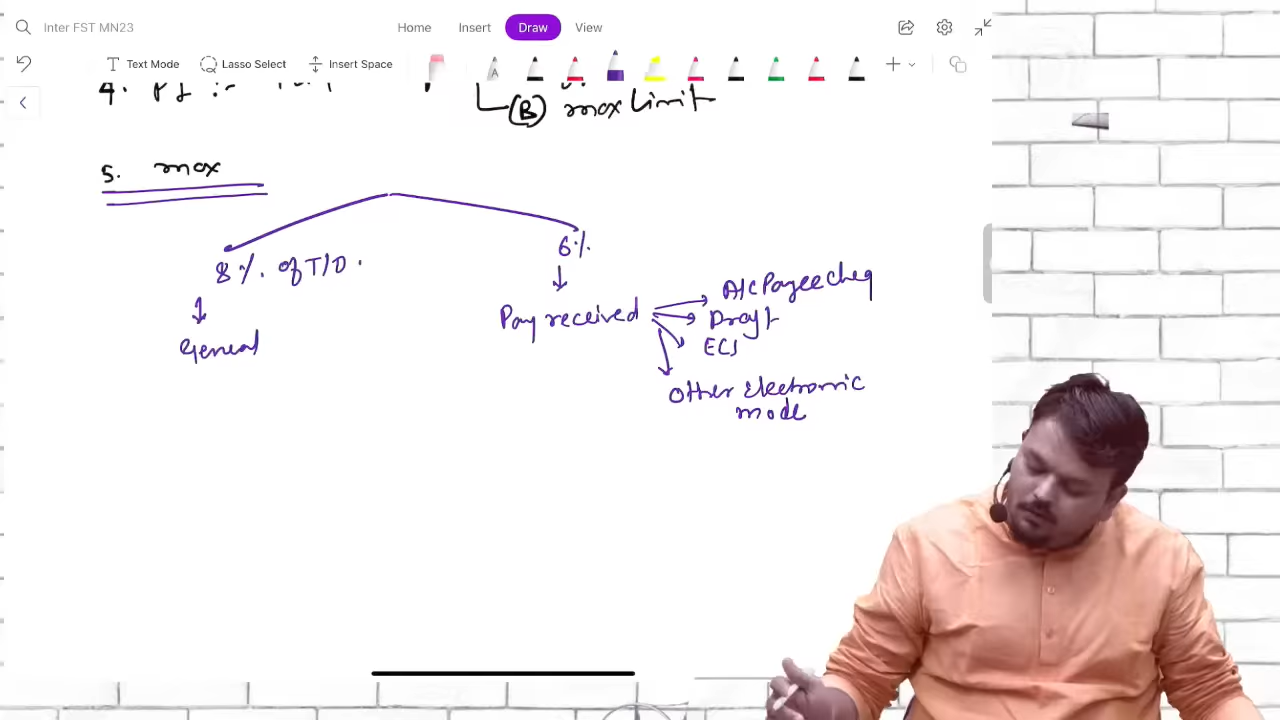 Inter FST MN23
Home Insert Draw View
Text Mode Lasso Select Insert Space
4.
(B) max limit
5. max
8%. of T/O.
6%
General
Pay received
A/c Payee Cheq
Draft
ECS
Other Electronic
mode